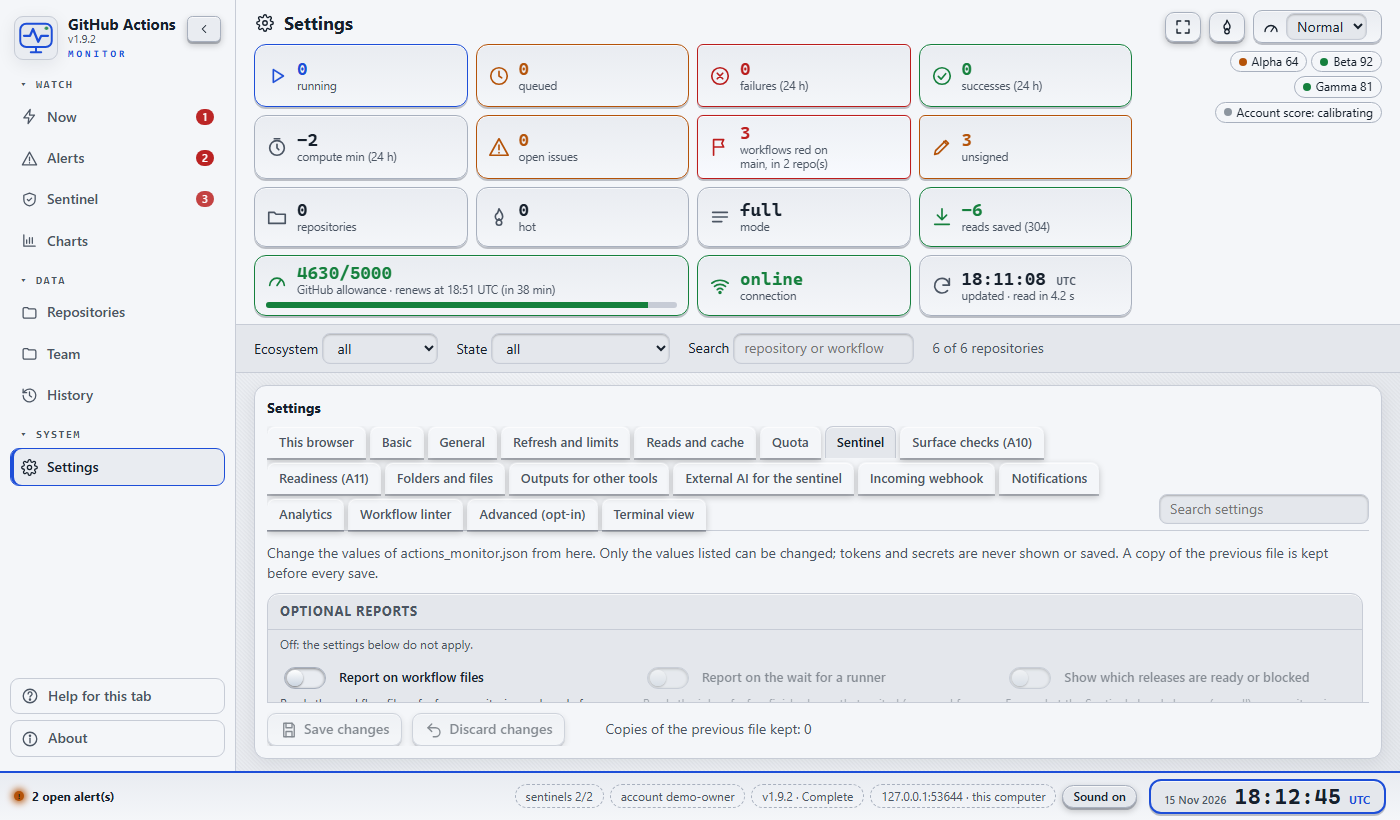 GitHub Actions
v1.9.2
MONITOR
WATCH
Now 1
Alerts 2
Sentinel 3
Charts
DATA
Repositories
Team
History
SYSTEM
Settings
Help for this tab
About
Settings
Normal
Alpha 64
Beta 92
Gamma 81
Account score: calibrating
0
running
0
queued
0
failures (24 h)
0
successes (24 h)
−2
compute min (24 h)
0
open issues
3
workflows red on
main, in 2 repo(s)
3
unsigned
0
repositories
0
hot
full
mode
−6
reads saved (304)
4630/5000
GitHub allowance · renews at 18:51 UTC (in 38 min)
online
connection
18:11:08 UTC
updated · read in 4.2 s
Ecosystem all State all Search repository or workflow 6 of 6 repositories
Settings
This browser Basic General Refresh and limits Reads and cache Quota Sentinel Surface checks (A10)
Readiness (A11) Folders and files Outputs for other tools External AI for the sentinel Incoming webhook Notifications
Analytics Workflow linter Advanced (opt-in) Terminal view
Search settings
Change the values of actions_monitor.json from here. Only the values listed can be changed; tokens and secrets are never shown or saved. A copy of the previous file is kept
before every save.
OPTIONAL REPORTS
Off: the settings below do not apply.
Report on workflow files Report on the wait for a runner Show which releases are ready or blocked
Save changes Discard changes Copies of the previous file kept: 0
2 open alert(s) sentinels 2/2 account demo-owner v1.9.2 · Complete 127.0.0.1:53644 · this computer Sound on 15 Nov 2026 18:12:45 UTC